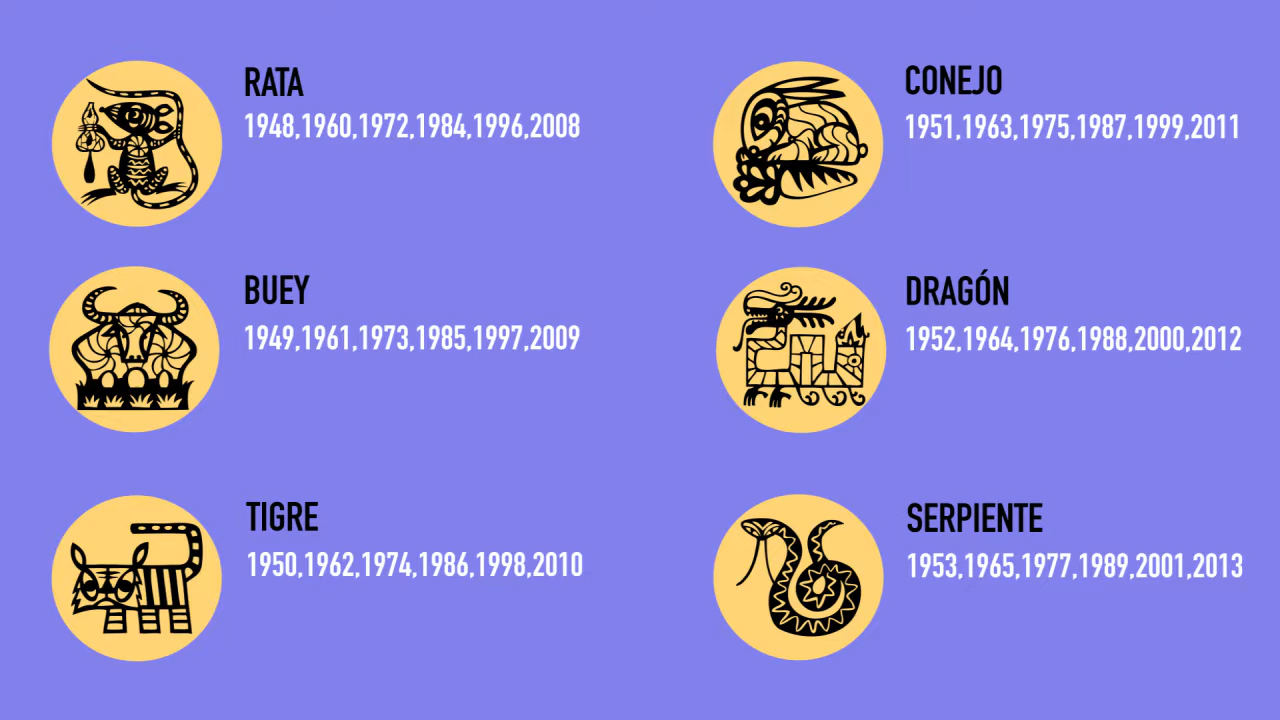 RATA
1948,1960,1972,1984,1996,2008
BUEY
1949,1961,1973,1985,1997,2009
TIGRE
1950,1962,1974,1986,1998,2010
CONEJO
1951,1963,1975,1987,1999,2011
DRAGÓN
1952,1964,1976,1988,2000,2012
SERPIENTE
1953,1965,1977,1989,2001,2013